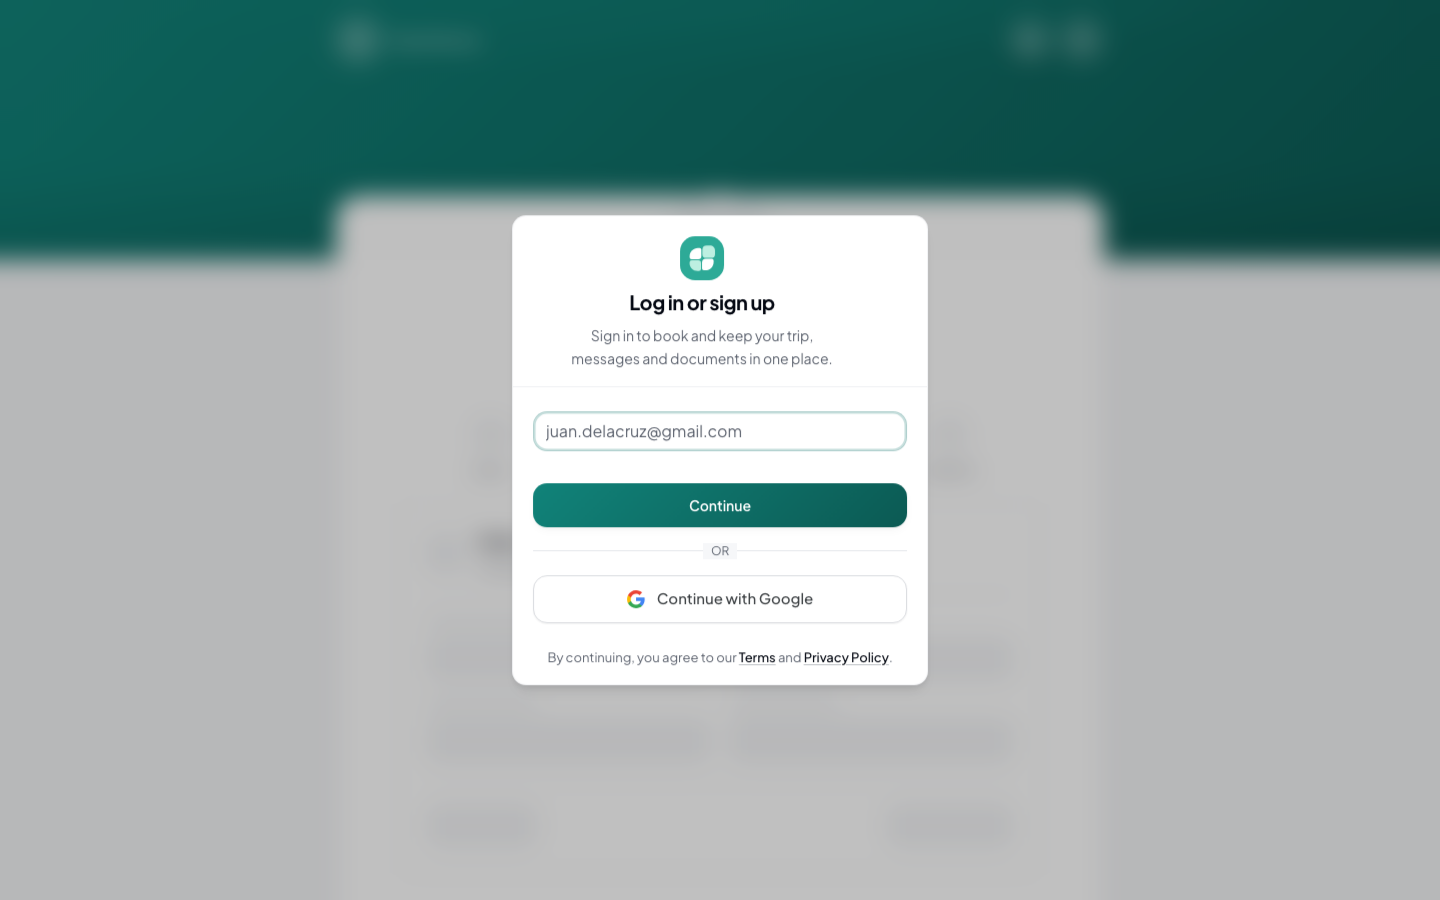 Log in or sign up
Sign in to book and keep your trip,
messages and documents in one place.
juan.delacruz@gmail.com
Continue
OR
Continue with Google
By continuing, you agree to our Terms and Privacy Policy.